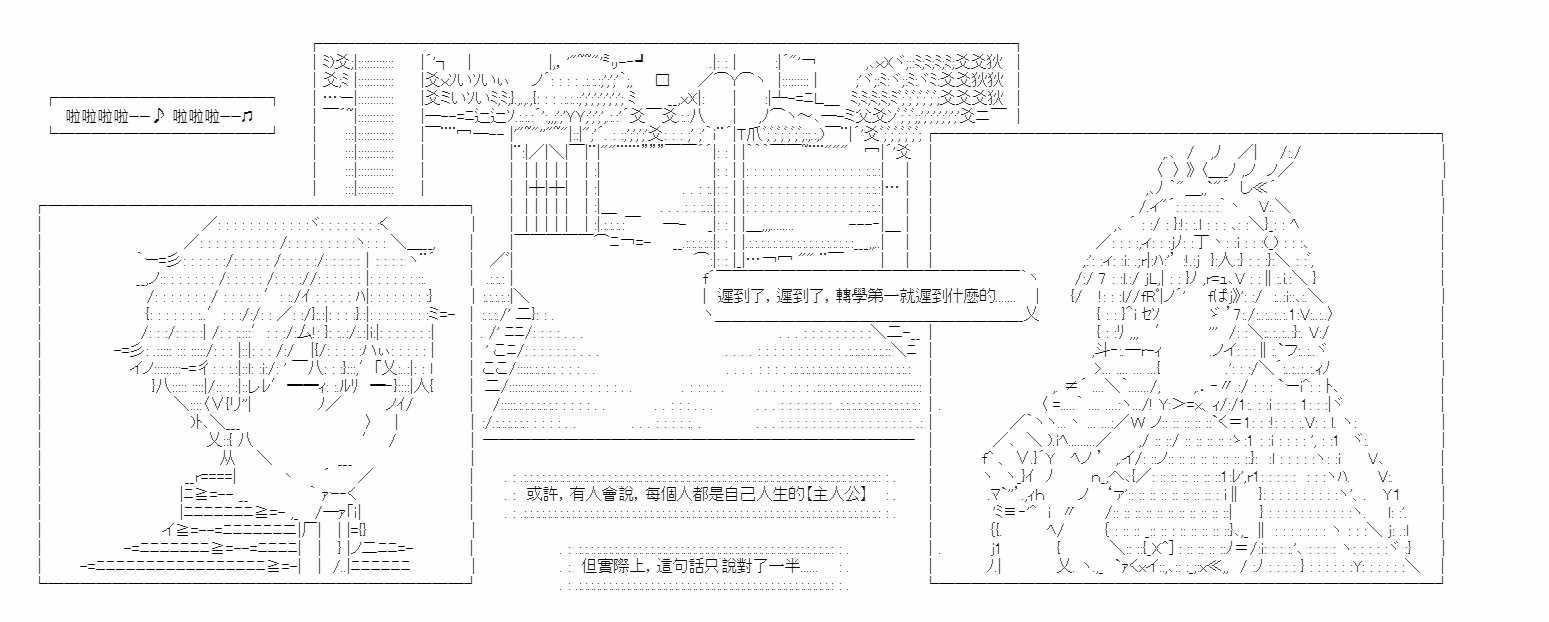 啦啦啦啦——♪ 啦啦啦——♫
遲到了, 遲到了, 轉學第一就遲到什麼的......
或許, 有人會說, 每個人都是自己人生的【主人公】
但實際上, 這句話只說對了一半......